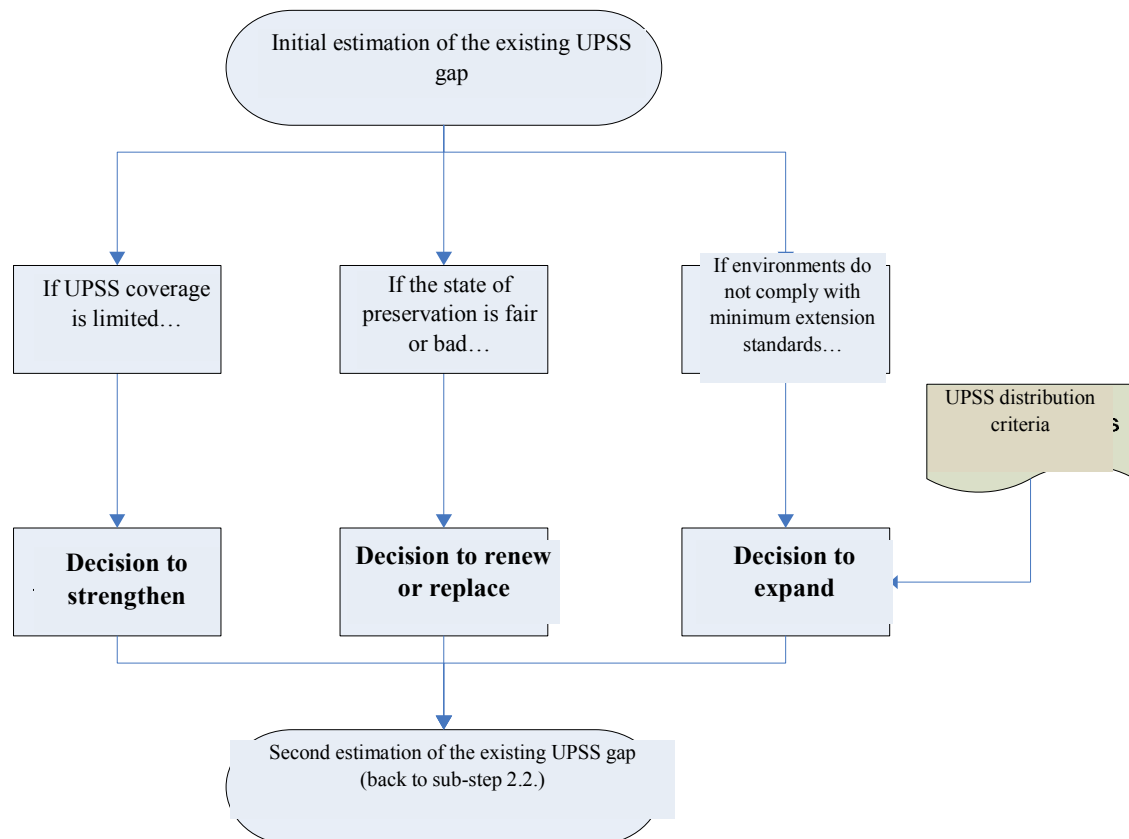 Initial estimation of the existing UPSS
gap
If UPSS coverage
is limited…
If the state of
preservation is fair
or bad…
If environments do
not comply with
minimum extension
standards…
UPSS distribution
criteria
s
Decision to
strengthen
Decision to renew
or replace
Decision to
expand
Second estimation of the existing UPSS gap
(back to sub-step 2.2.)